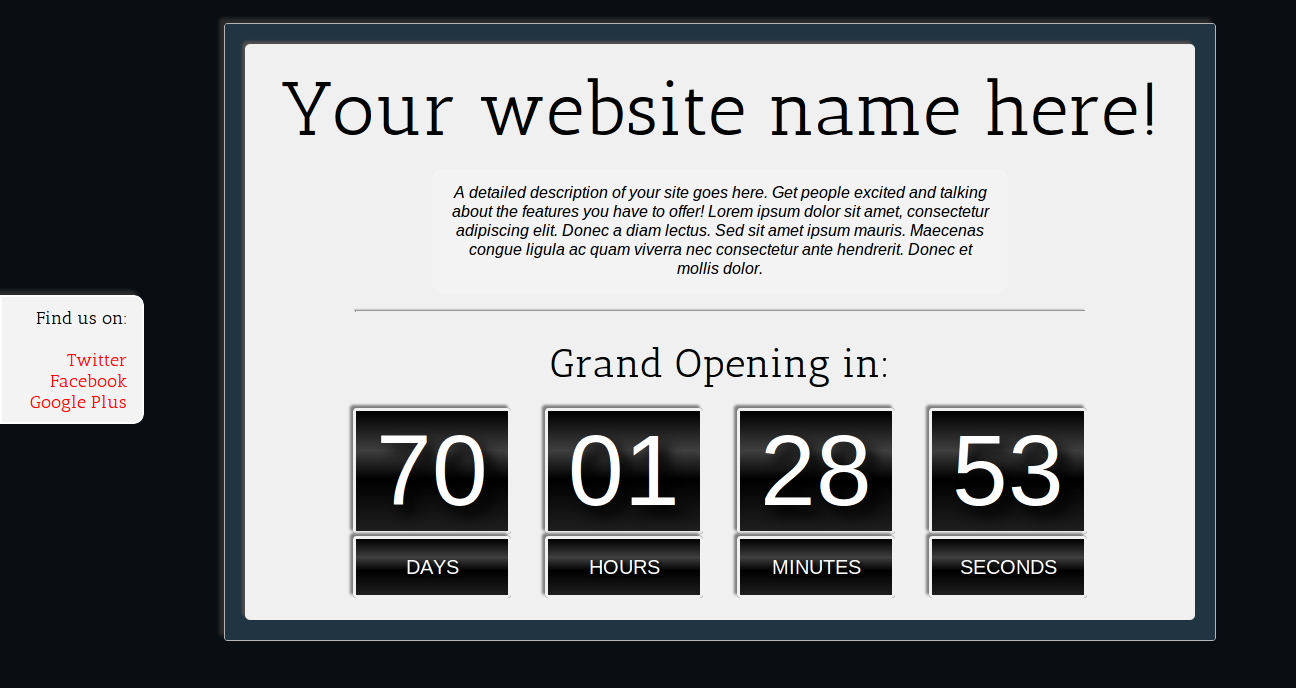 Your website name here!
A detailed description of your site goes here. Get people excited and talking
about the features you have to offer! Lorem ipsum dolor sit amet, consectetur
adipiscing elit. Donec a diam lectus. Sed sit amet ipsum mauris. Maecenas
congue ligula ac quam viverra nec consectetur ante hendrerit. Donec et
mollis dolor.
Find us on:
Twitter
Facebook
Google Plus
Grand Opening in:
70 01 28 53
DAYS HOURS MINUTES SECONDS